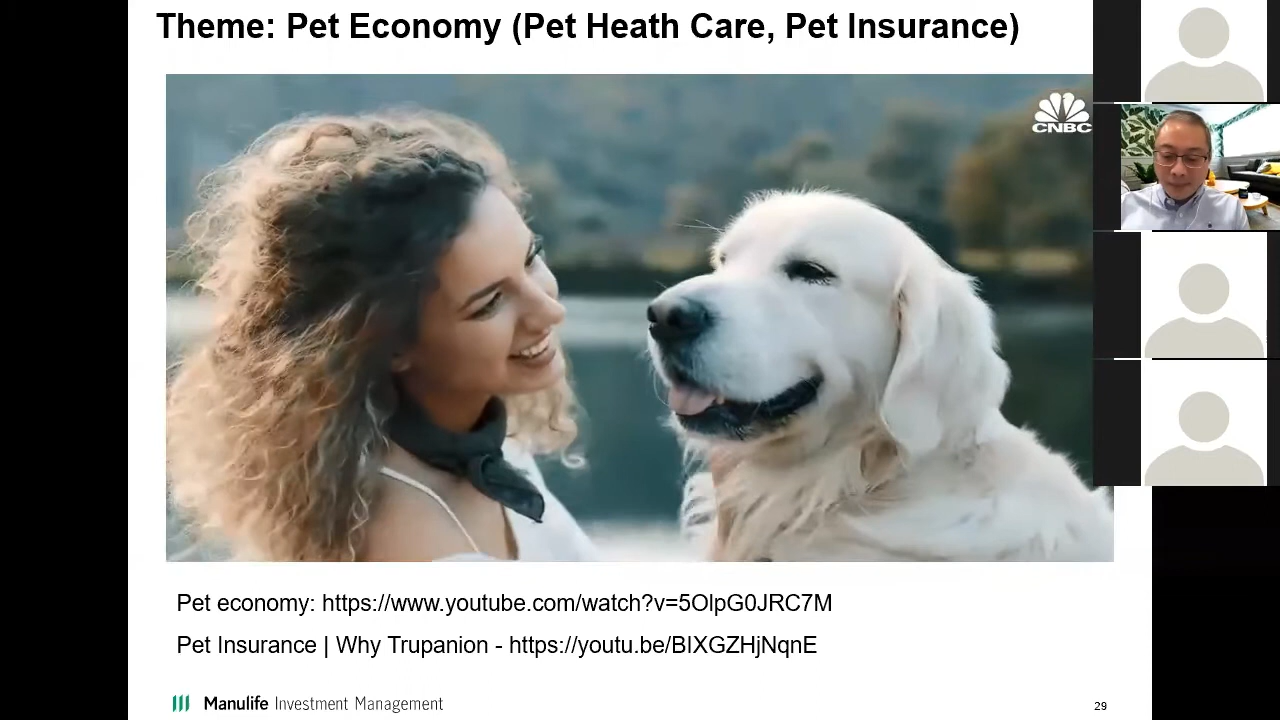 Theme: Pet Economy (Pet Heath Care, Pet Insurance)
CNBC
Pet economy: https://www.youtube.com/watch?v=5OlpG0JRC7M
Pet Insurance | Why Trupanion - https://youtu.be/BIXGZHjNqnE
Manulife Investment Management
29